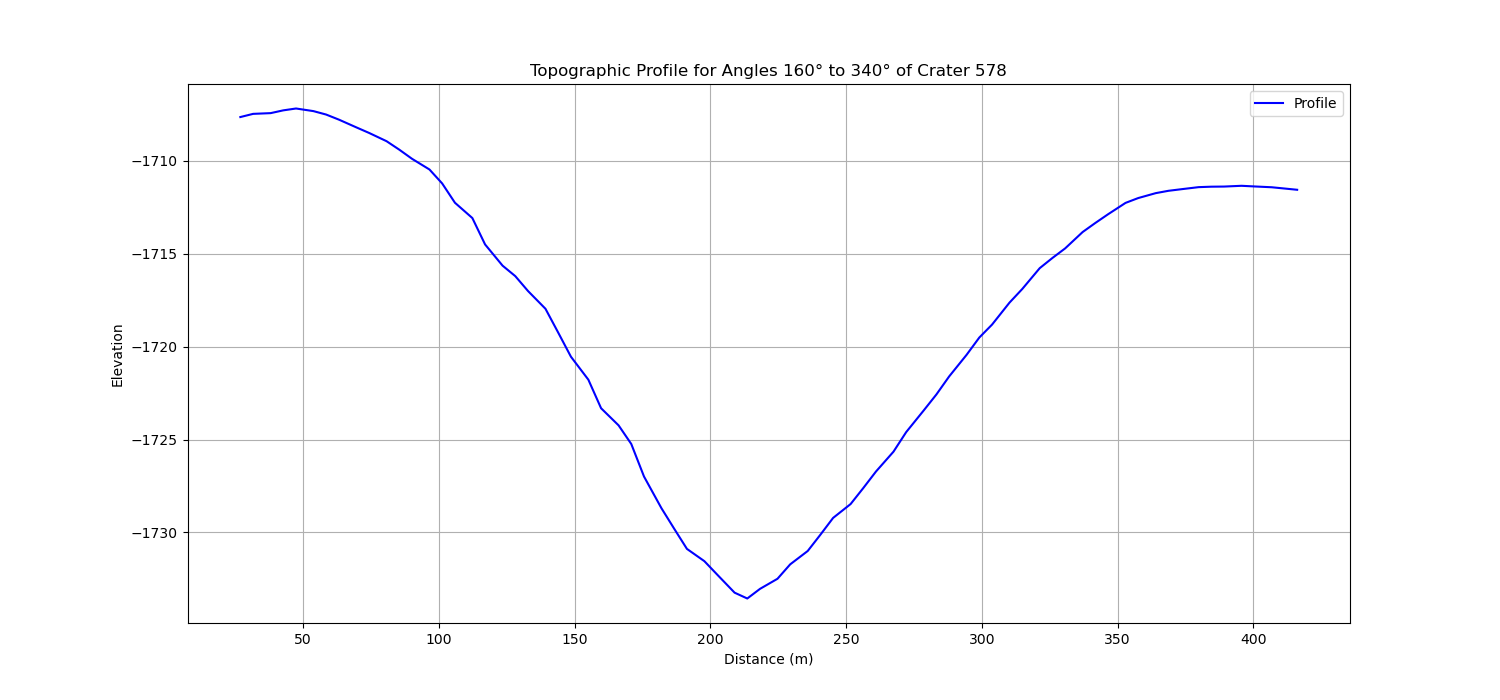 Topographic Profile for Angles 160° to 340° of Crater 578
Profile
−1710
−1715
−1720
−1725
−1730
Elevation
50 100 150 200 250 300 350 400
Distance (m)